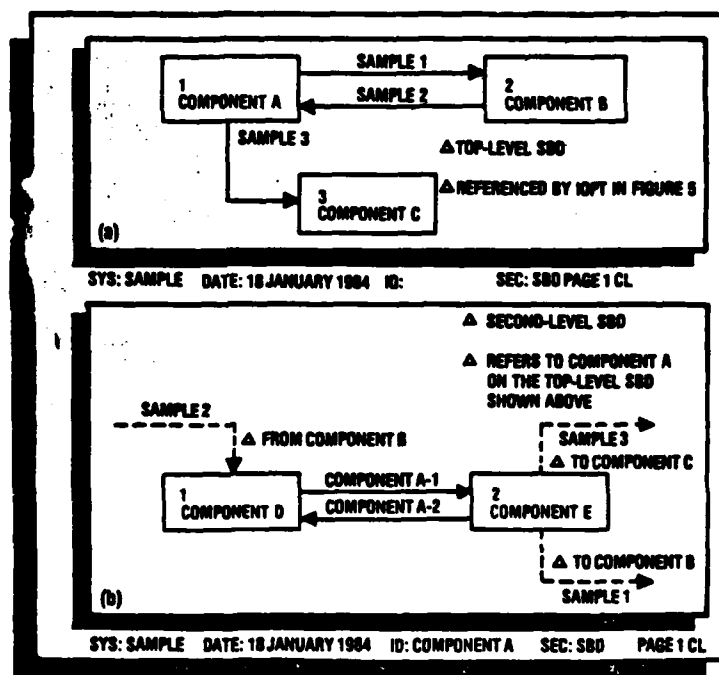 SAMPLE 1
1
COMPONENT A
2
COMPONENT B
SAMPLE 2
SAMPLE 3
△ TOP-LEVEL SBD
△ REFERENCED BY IOPT IN FIGURE 5
3
COMPONENT C
(a)
SYS: SAMPLE DATE: 18 JANUARY 1984 ID: SEC: SBD PAGE 1 CL
△ SECOND-LEVEL SBD
△ REFERS TO COMPONENT A
ON THE TOP-LEVEL SBD
SHOWN ABOVE
SAMPLE 2
△ FROM COMPONENT B
SAMPLE 3
△ TO COMPONENT C
1
COMPONENT D
COMPONENT A-1
COMPONENT A-2
2
COMPONENT E
△ TO COMPONENT B
SAMPLE 1
(b)
SYS: SAMPLE DATE: 18 JANUARY 1984 ID: COMPONENT A SEC: SBD PAGE 1 CL